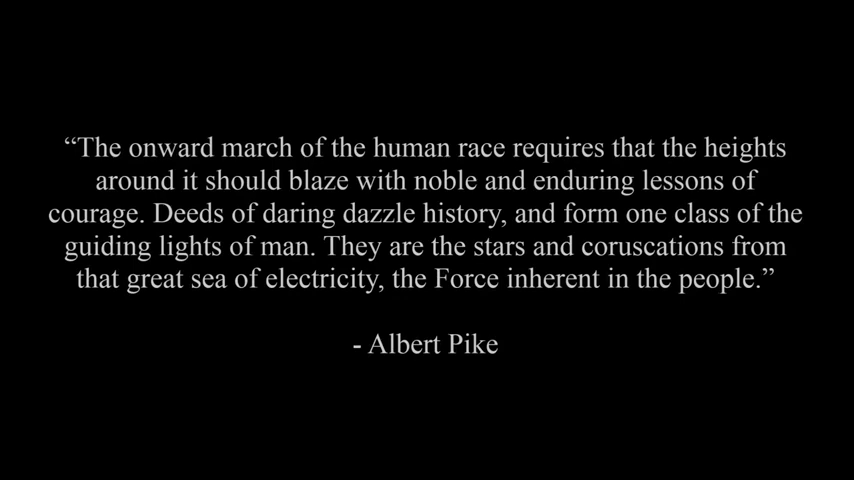 “The onward march of the human race requires that the heights
around it should blaze with noble and enduring lessons of
courage. Deeds of daring dazzle history, and form one class of the
guiding lights of man. They are the stars and coruscations from
that great sea of electricity, the Force inherent in the people.”
- Albert Pike